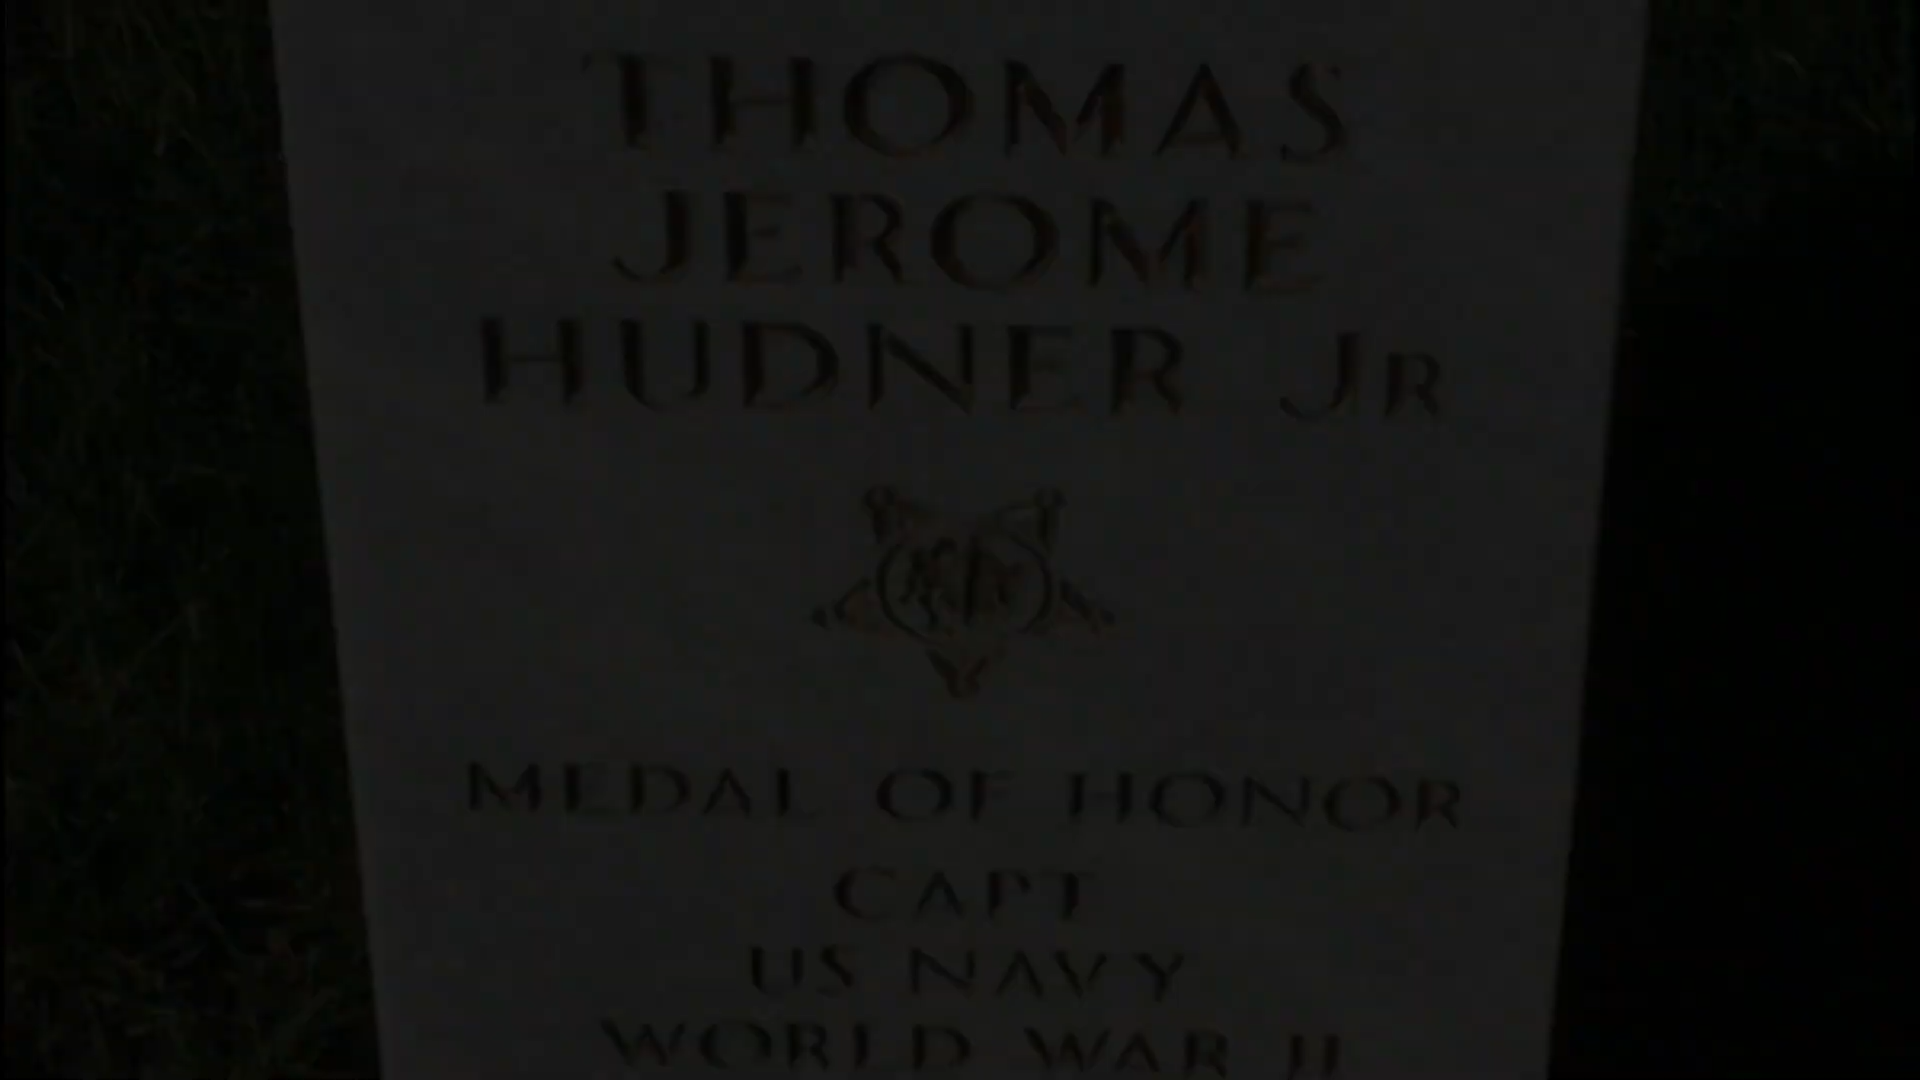 THOMAS
JEROME
HUDNER JR
MEDAL OF HONOR
CAPT
US NAVY
WORLD WAR II